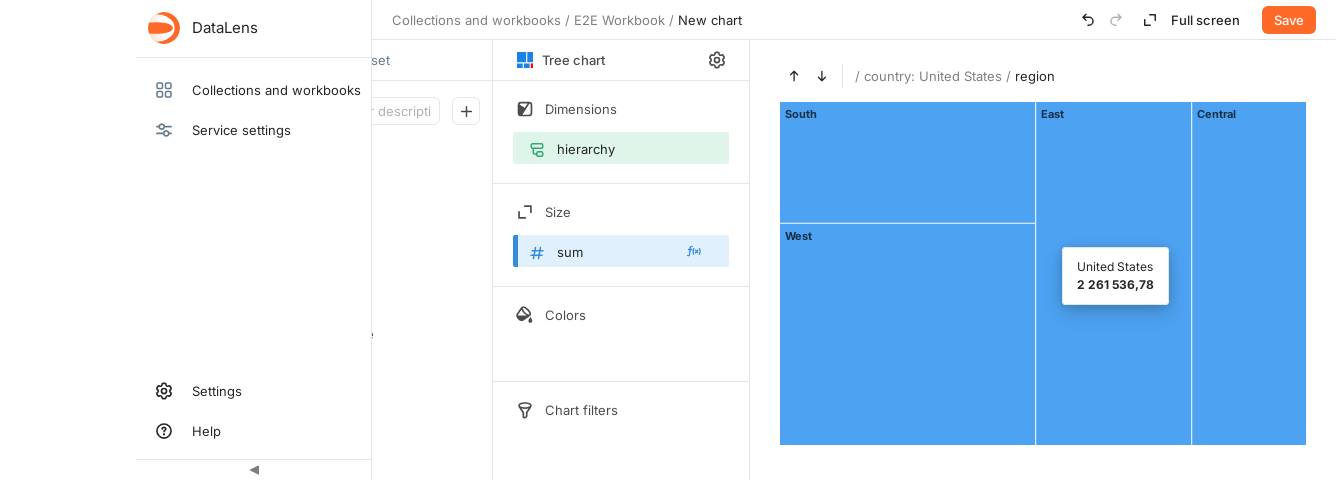 DataLens
Collections and workbooks
Service settings
Settings
Help
Collections and workbooks / E2E Workbook / New chart
Full screen
Save
set
r descripti
Tree chart
Dimensions
hierarchy
Size
sum
Colors
Chart filters
/ country: United States / region
South
East
Central
West
United States
2 261 536,78